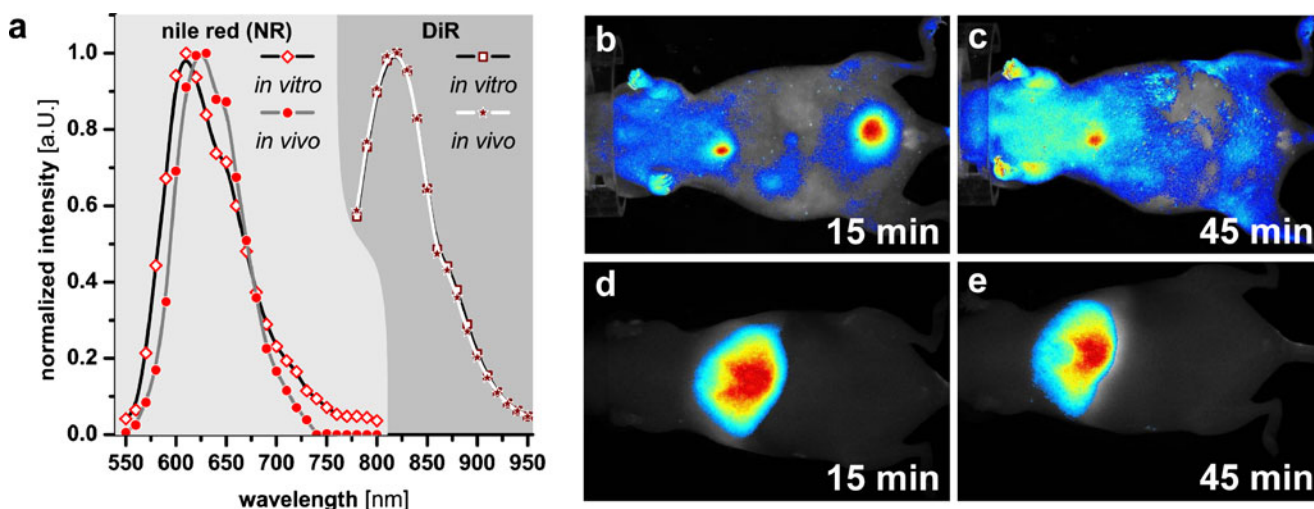 a
nile red (NR)
DiR
in vitro
in vivo
in vitro
in vivo
normalized intensity [a.U.]
1.0
0.8
0.6
0.4
0.2
0.0
550 600 650 700 750 800 850 900 950
wavelength [nm]
b
15 min
c
45 min
d
15 min
e
45 min